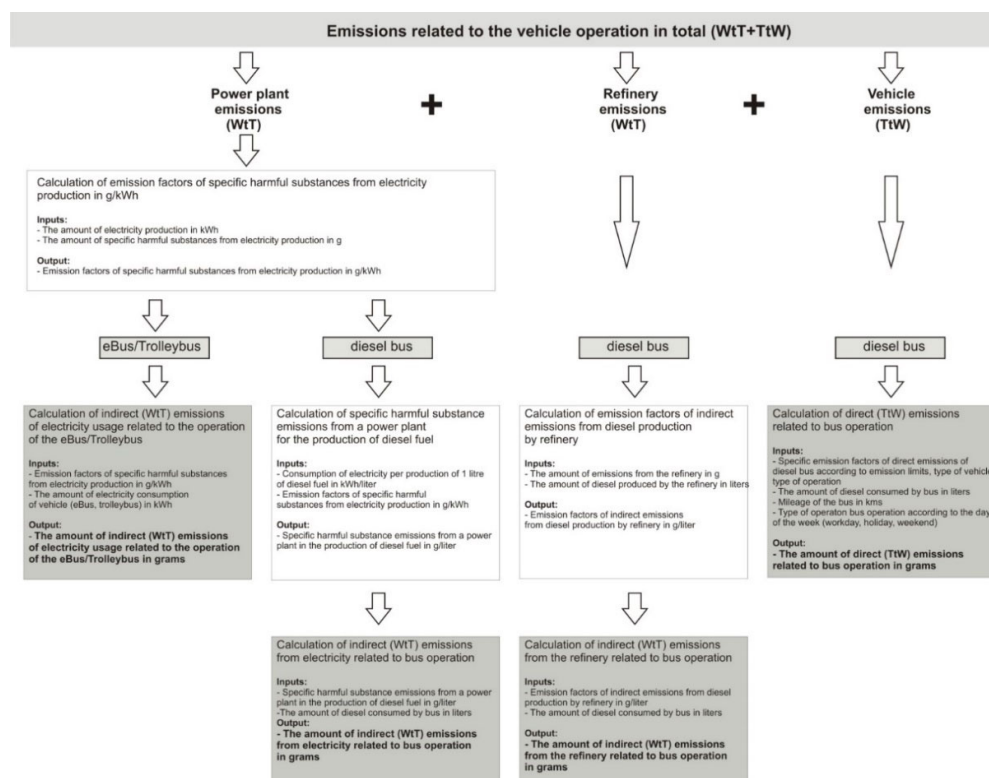 Emissions related to the vehicle operation in total (WtT+TtW)
Power plant
emissions
(WtT)
+
Refinery
emissions
(WtT)
+
Vehicle
emissions
(TtW)
Calculation of emission factors of specific harmful substances from electricity
production in g/kWh
Inputs:
- The amount of electricity production in kWh
- The amount of specific harmful substances from electricity production in g
Output:
- Emission factors of specific harmful substances from electricity production in g/kWh
eBus/Trolleybus
diesel bus
diesel bus
diesel bus
Calculation of indirect (WtT) emissions
of electricity usage related to the operation
of the eBus/Trolleybus
Inputs:
- Emission factors of specific harmful substances
from electricity production in g/kWh
- The amount of electricity consumption
of vehicle (eBus, trolleybus) in kWh
Output:
- The amount of indirect (WtT) emissions
of electricity usage related to the operation
of the eBus/Trolleybus in grams
Calculation of specific harmful substance
emissions from a power plant
for the production of diesel fuel
Inputs:
- Consumption of electricity per production of 1 litre
of diesel fuel in kWh/liter
- Emission factors of specific harmful
substances from electricity production in g/kWh
Output:
- Specific harmful substance emissions from a power
plant in the production of diesel fuel in g/liter
Calculation of emission factors of indirect
emissions from diesel production
by refinery
Inputs:
- The amount of emissions from the refinery in g
- The amount of diesel produced by the refinery in liters
Output:
- Emission factors of indirect emissions
from diesel production by refinery in g/liter
Calculation of direct (TtW) emissions
related to bus operation
Inputs:
- Specific emission factors of direct emissions of
diesel bus according to emission limits, type of vehicle
type of operation
- The amount of diesel consumed by bus in liters
- Mileage of the bus in kms
- Type of operaton bus operation according to the day
of the week (workday, holiday, weekend)
Output:
- The amount of direct (TtW) emissions
related to bus operation in grams
Calculation of indirect (WtT) emissions
from electricity related to bus operation
Inputs:
- Specific harmful substance emissions from a power
plant in the production of diesel fuel in g/liter
-The amount of diesel consumed by bus in liters
Output:
- The amount of indirect (WtT) emissions
from electricity related to bus operation
in grams
Calculation of indirect (WtT) emissions
from the refinery related to bus operation
Inputs:
- Emission factors of indirect emissions from diesel
production by refinery in g/liter
- The amount of diesel consumed by bus in liters
Output:
- The amount of indirect (WtT) emissions
from the refinery related to bus operation
in grams